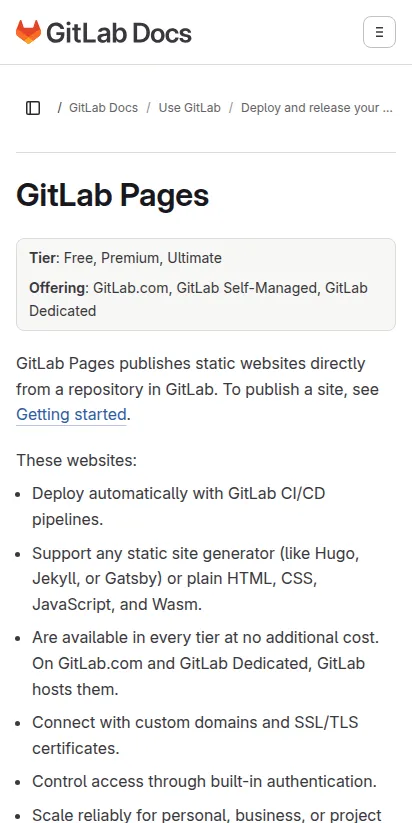 GitLab Docs
/ GitLab Docs / Use GitLab / Deploy and release your ...
GitLab Pages
Tier: Free, Premium, Ultimate
Offering: GitLab.com, GitLab Self-Managed, GitLab
Dedicated
GitLab Pages publishes static websites directly
from a repository in GitLab. To publish a site, see
Getting started.
These websites:
• Deploy automatically with GitLab CI/CD
pipelines.
• Support any static site generator (like Hugo,
Jekyll, or Gatsby) or plain HTML, CSS,
JavaScript, and Wasm.
• Are available in every tier at no additional cost.
On GitLab.com and GitLab Dedicated, GitLab
hosts them.
• Connect with custom domains and SSL/TLS
certificates.
• Control access through built-in authentication.
• Scale reliably for personal, business, or project